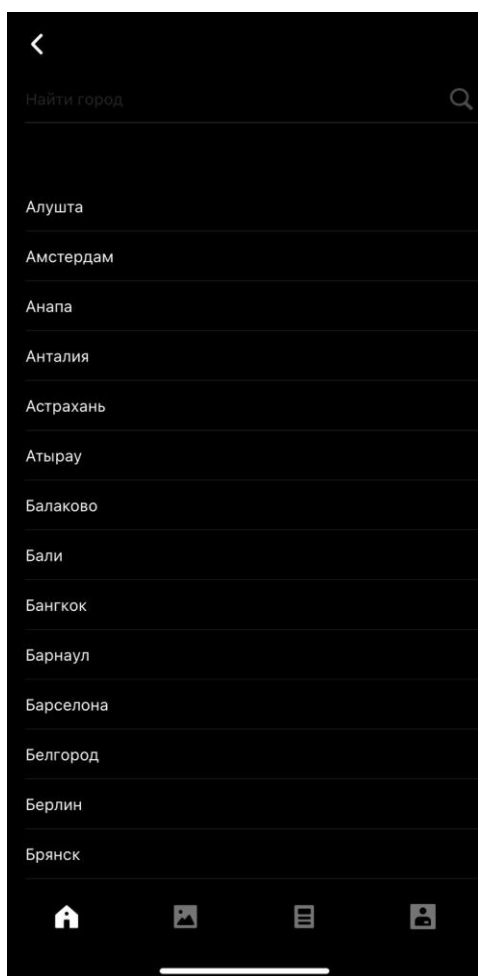 Найти город
Алушта
Амстердам
Анапа
Анталия
Астрахань
Атырау
Балаково
Бали
Бангкок
Барнаул
Барселона
Белгород
Берлин
Брянск